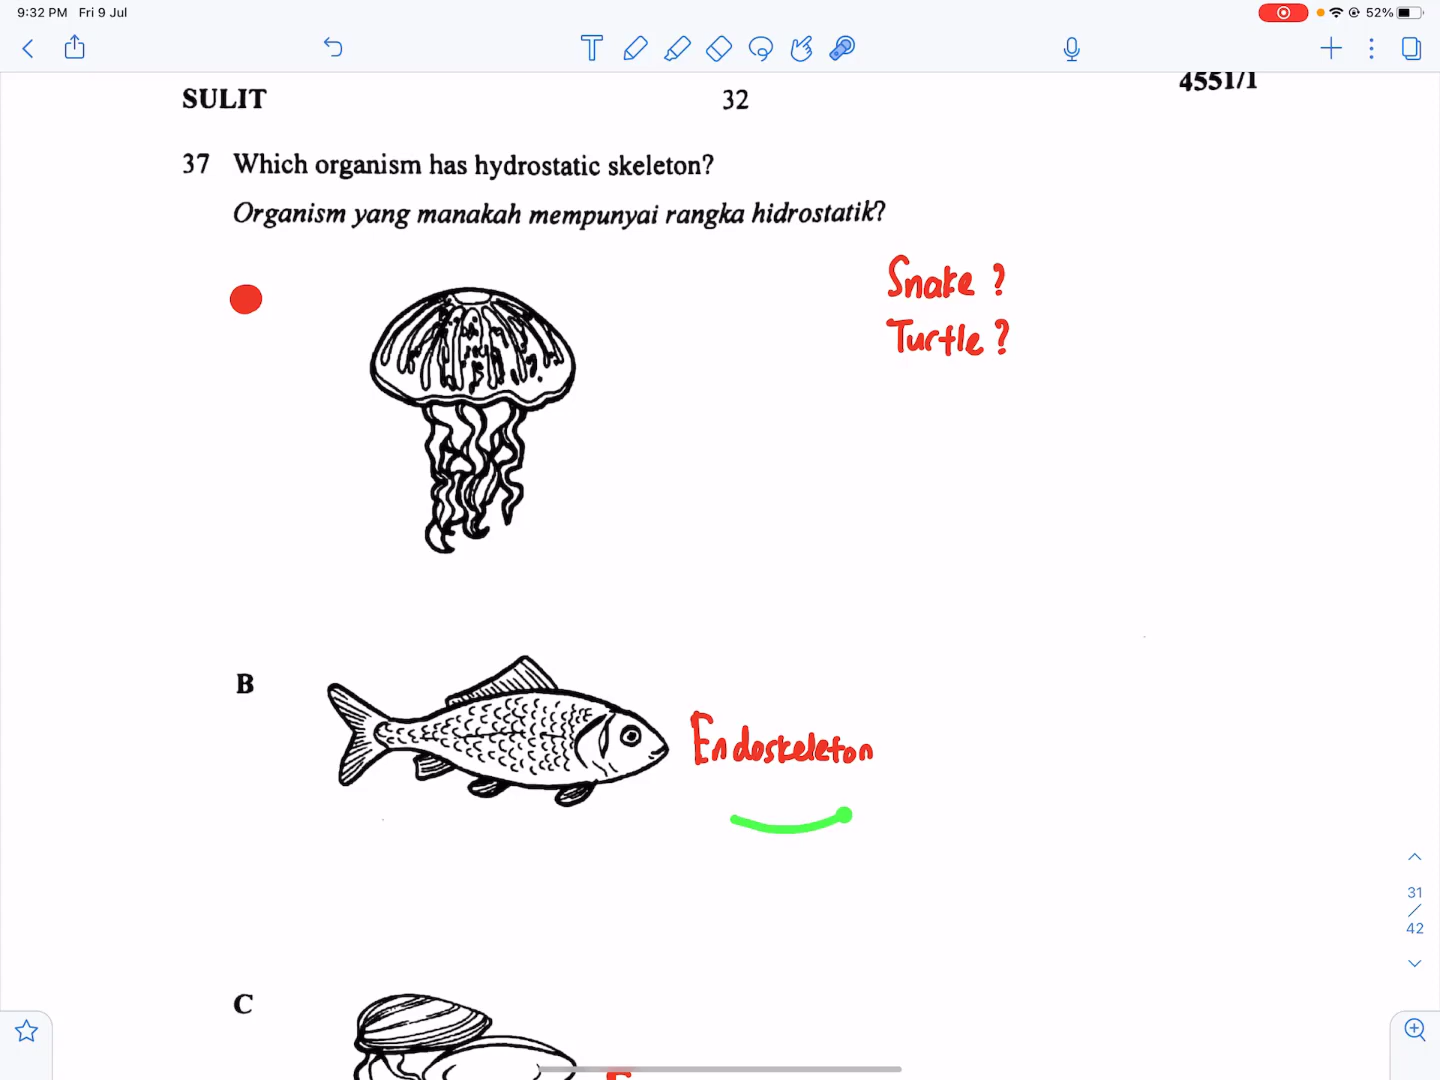 9:32 PM Fri 9 Jul
52%
SULIT
32
4551/1
37 Which organism has hydrostatic skeleton?
Organism yang manakah mempunyai rangka hidrostatik?
Snake ?
Turtle ?
B
Endoskeleton
31
/
42
C